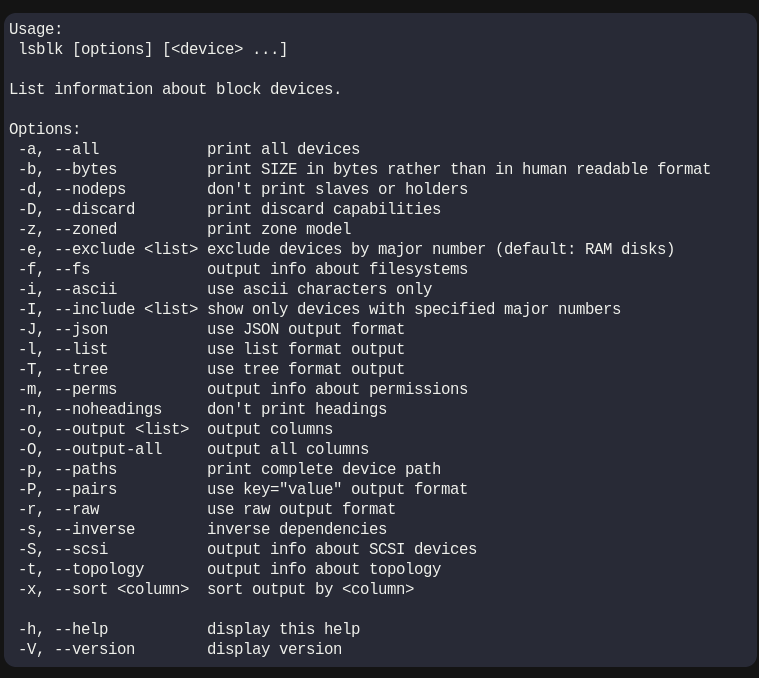 Usage:
 lsblk [options] [<device> ...]

List information about block devices.

Options:
 -a, --all            print all devices
 -b, --bytes          print SIZE in bytes rather than in human readable format
 -d, --nodeps         don't print slaves or holders
 -D, --discard        print discard capabilities
 -z, --zoned          print zone model
 -e, --exclude <list> exclude devices by major number (default: RAM disks)
 -f, --fs             output info about filesystems
 -i, --ascii          use ascii characters only
 -I, --include <list> show only devices with specified major numbers
 -J, --json           use JSON output format
 -l, --list           use list format output
 -T, --tree           use tree format output
 -m, --perms          output info about permissions
 -n, --noheadings     don't print headings
 -o, --output <list>  output columns
 -O, --output-all     output all columns
 -p, --paths          print complete device path
 -P, --pairs          use key="value" output format
 -r, --raw            use raw output format
 -s, --inverse        inverse dependencies
 -S, --scsi           output info about SCSI devices
 -t, --topology       output info about topology
 -x, --sort <column>  sort output by <column>

 -h, --help           display this help
 -V, --version        display version